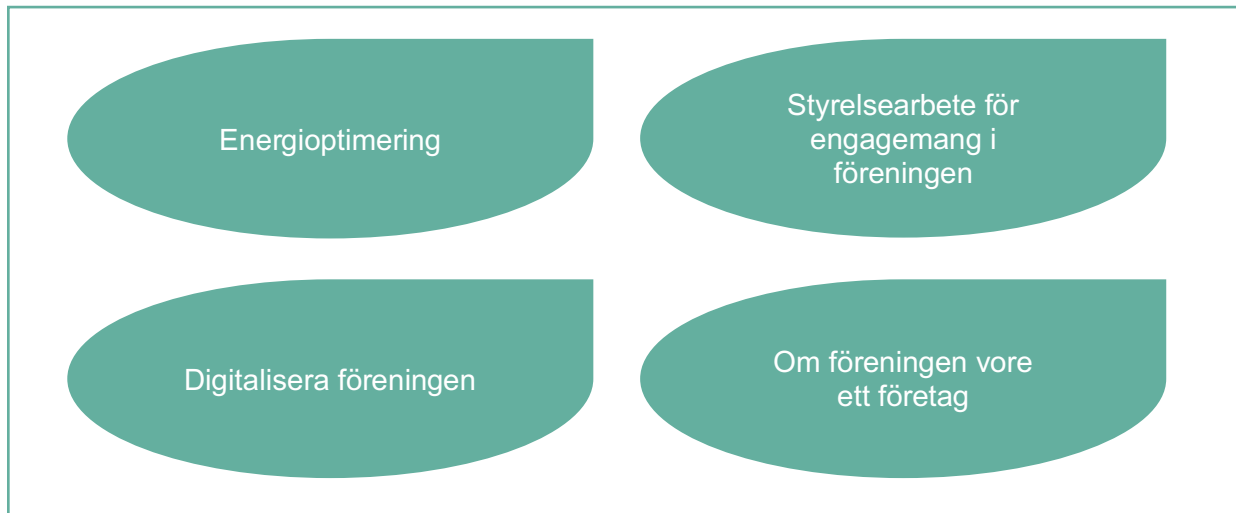 Energioptimering
Styrelsearbete för
engagemang i
föreningen
Digitalisera föreningen
Om föreningen vore
ett företag